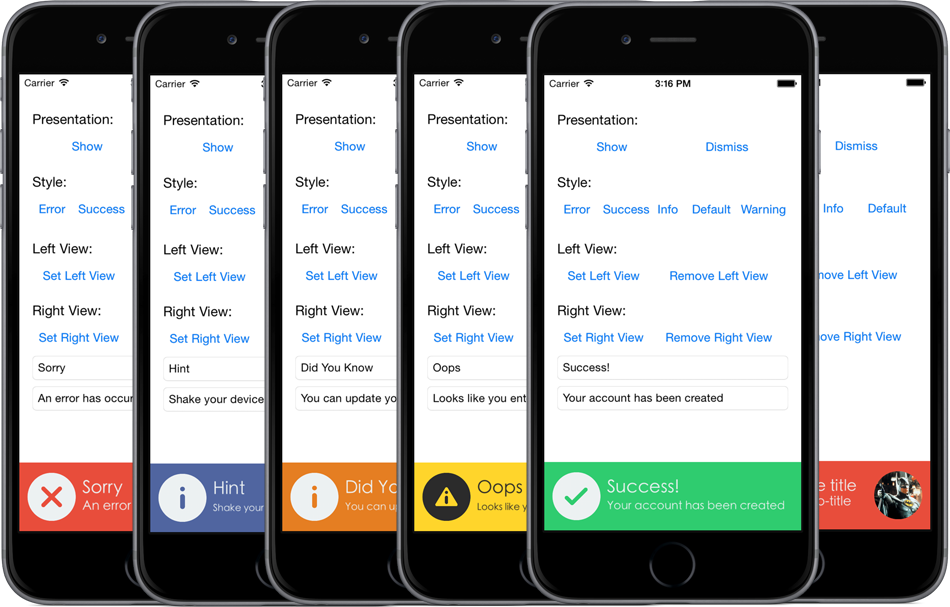 Carrier
Presentation:
Show
Style:
Error Success
Left View:
Set Left View
Right View:
Set Right View
Sorry
An error has occur
Sorry
An error
Carrier
Presentation:
Show
Style:
Error Success
Left View:
Set Left View
Right View:
Set Right View
Hint
Shake your device
Hint
Shake your
Carrier
Presentation:
Show
Style:
Error Success
Left View:
Set Left View
Right View:
Set Right View
Did You Know
You can update yo
Did Yo
You can u
Carrier
Presentation:
Show
Style:
Error Success
Left View:
Set Left View
Right View:
Set Right View
Oops
Looks like you ent
Oops
Looks like y
Carrier 3:16 PM
Presentation:
Show Dismiss
Style:
Error Success Info Default Warning
Left View:
Set Left View Remove Left View
Right View:
Set Right View Remove Right View
Success!
Your account has been created
Success!
Your account has been created
Dismiss
Info Default
ove Left View
ove Right View
e title
o-title